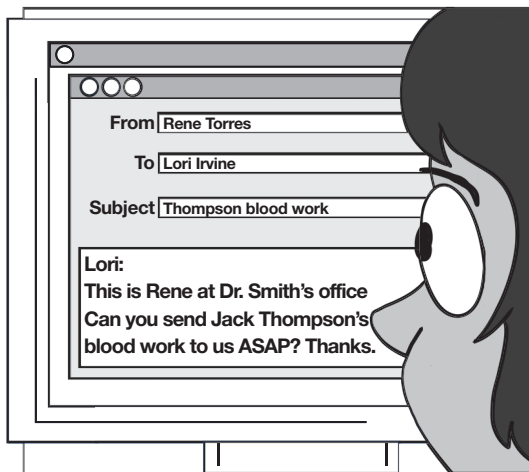 From Rene Torres
To Lori Irvine
Subject Thompson blood work
Lori:
This is Rene at Dr. Smith’s office
Can you send Jack Thompson’s
blood work to us ASAP? Thanks.